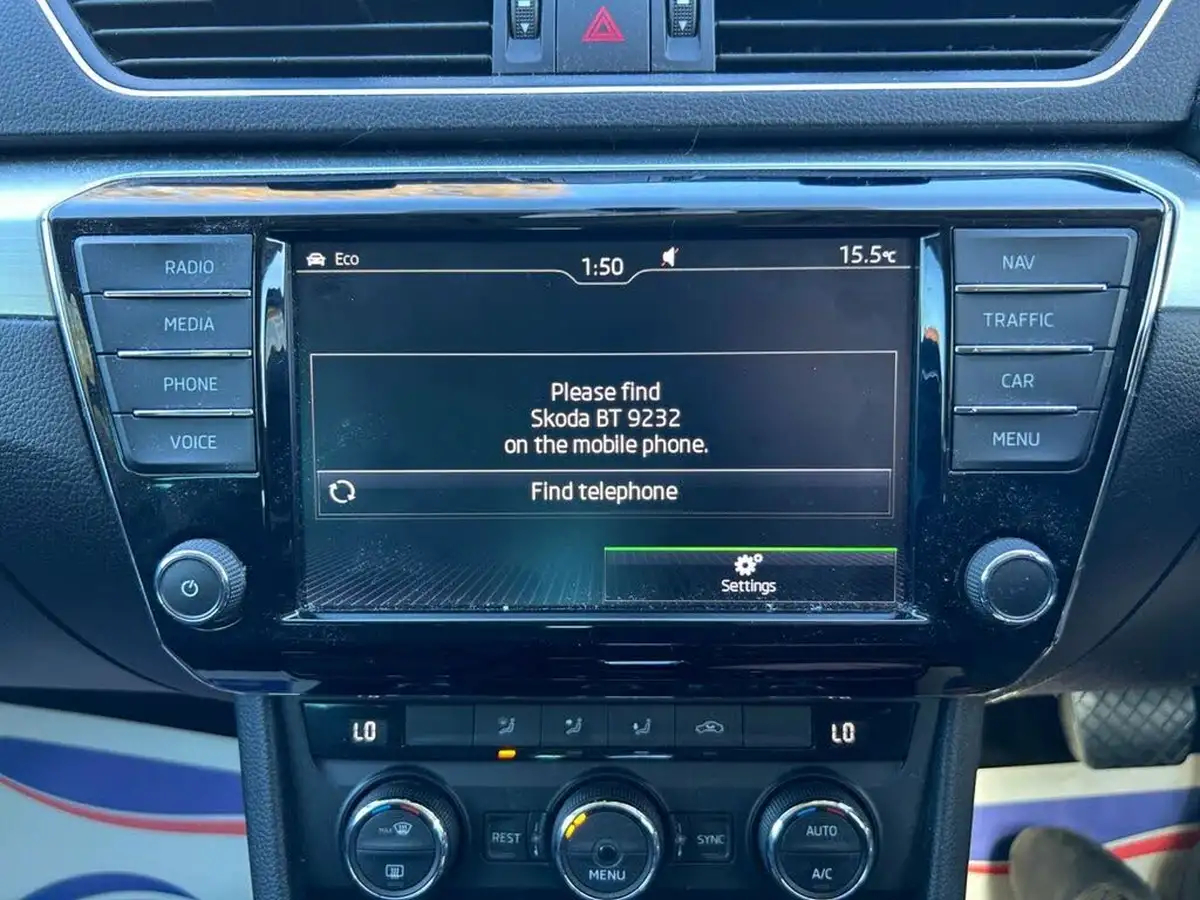 Eco
1:50
15.5°C
RADIO
MEDIA
PHONE
VOICE
NAV
TRAFFIC
CAR
MENU
Please find
Skoda BT 9232
on the mobile phone.
Find telephone
Settings
LO
LO
MAX
REST
MENU
SYNC
AUTO
A/C